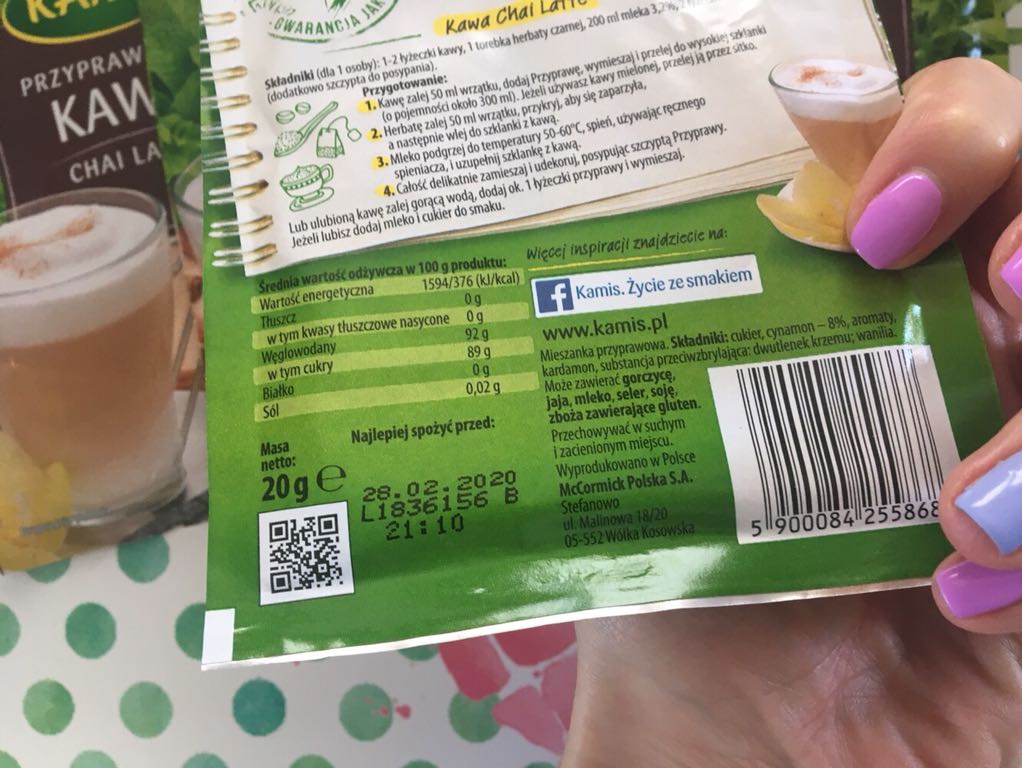 KAM
PRZYPRAW
KAW
CHAI LA
GWARANCJA JAK
Kawa Chai Latte
Składniki (dla 1 osoby): 1-2 łyżeczki kawy, 1 torebka herbaty czarnej, 200 ml mleka 3,2%,
(dodatkowo szczypta do posypania).
Przygotowanie:
1. Kawę zalej 50 ml wrzątku, dodaj Przyprawę, wymieszaj i przelej do wysokiej szklanki
(o pojemności około 300 ml). Jeżeli używasz kawy mielonej, przelej ją przez sitko.
2. Herbatę zalej 50 ml wrzątku, przykryj, aby się zaparzyła,
a następnie wlej do szklanki z kawą.
3. Mleko podgrzej do temperatury 50-60°C, spień, używając ręcznego
spieniacza, i uzupełnij szklankę z kawą.
4. Całość delikatnie zamieszaj i udekoruj, posypując szczyptą Przyprawy.
Lub ulubioną kawę zalej gorącą wodą, dodaj ok. 1 łyżeczki przyprawy i wymieszaj.
Jeżeli lubisz dodaj mleko i cukier do smaku.
Średnia wartość odżywcza w 100 g produktu:
Wartość energetyczna 1594/376 (kJ/kcal)
Tłuszcz 0 g
w tym kwasy tłuszczowe nasycone 0 g
Węglowodany 92 g
w tym cukry 89 g
Białko 0 g
Sól 0,02 g
Masa
netto:
20 g e
Najlepiej spożyć przed:
28.02.2020
L1836156 B
21:10
Więcej inspiracji znajdziecie na:
f Kamis. Życie ze smakiem
www.kamis.pl
Mieszanka przyprawowa. Składniki: cukier, cynamon – 8%, aromaty,
kardamon, substancja przeciwzbrylająca: dwutlenek krzemu; wanilia.
Może zawierać gorczycę,
jaja, mleko, seler, soję,
zboża zawierające gluten.
Przechowywać w suchym
i zacienionym miejscu.
Wyprodukowano w Polsce
McCormick Polska S.A.
Stefanowo
ul. Malinowa 18/20
05-552 Wólka Kosowska
5 900084 255868